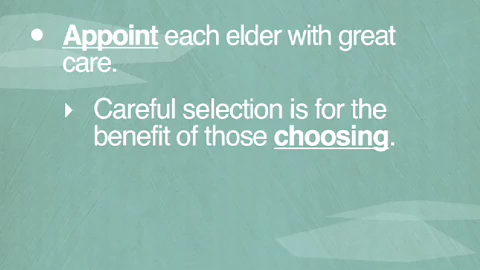 Appoint each elder with great
care.
Careful selection is for the
benefit of those choosing.